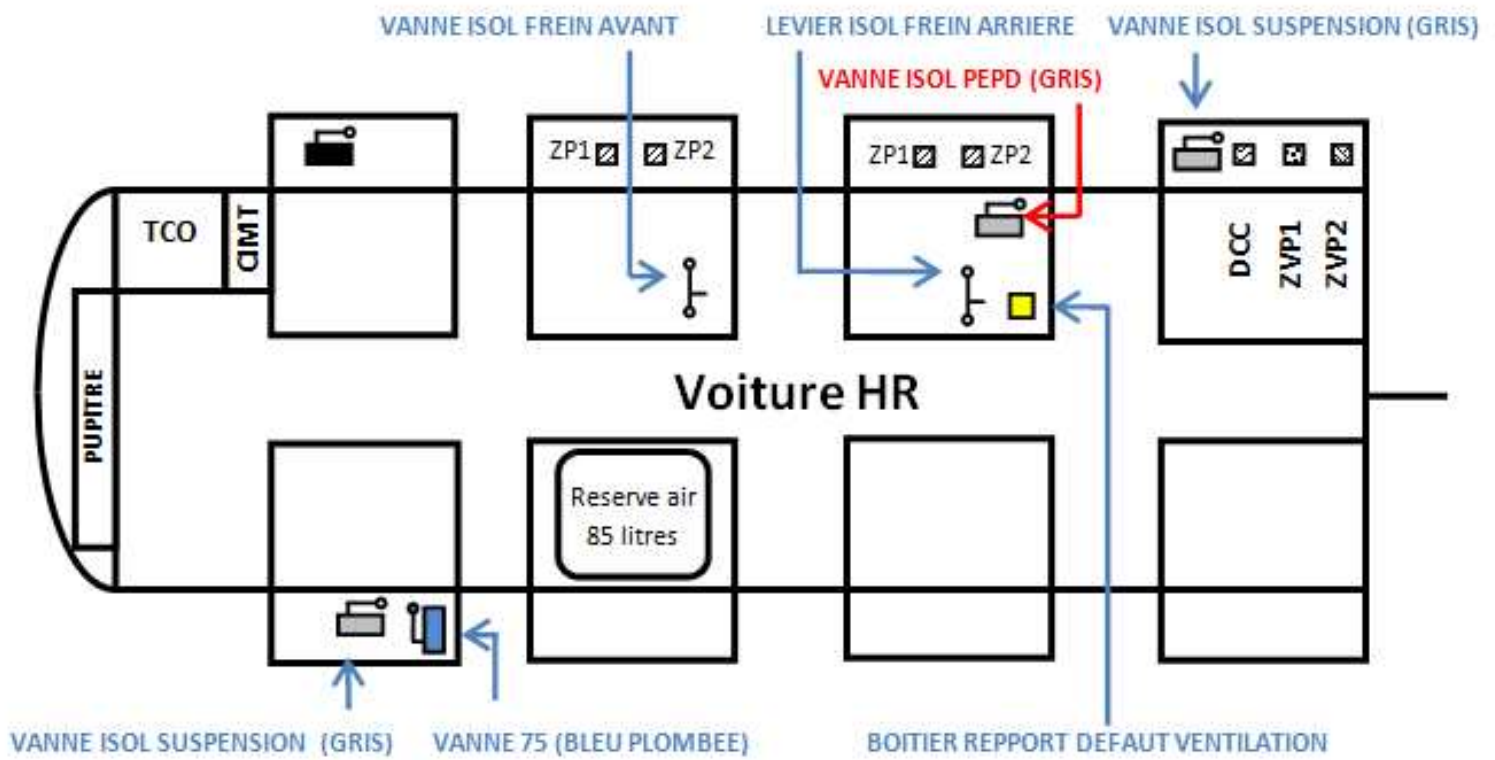 VANNE ISOL FREIN AVANT
LEVIER ISOL FREIN ARRIERE
VANNE ISOL SUSPENSION (GRIS)
VANNE ISOL PEPD (GRIS)
ZP1 ZP2
ZP1 ZP2
TCO
CIMT
DCC
ZVP1
ZVP2
PUPITRE
Voiture HR
Reserve air
85 litres
VANNE ISOL SUSPENSION (GRIS)
VANNE 75 (BLEU PLOMBEE)
BOITIER REPPORT DEFAUT VENTILATION